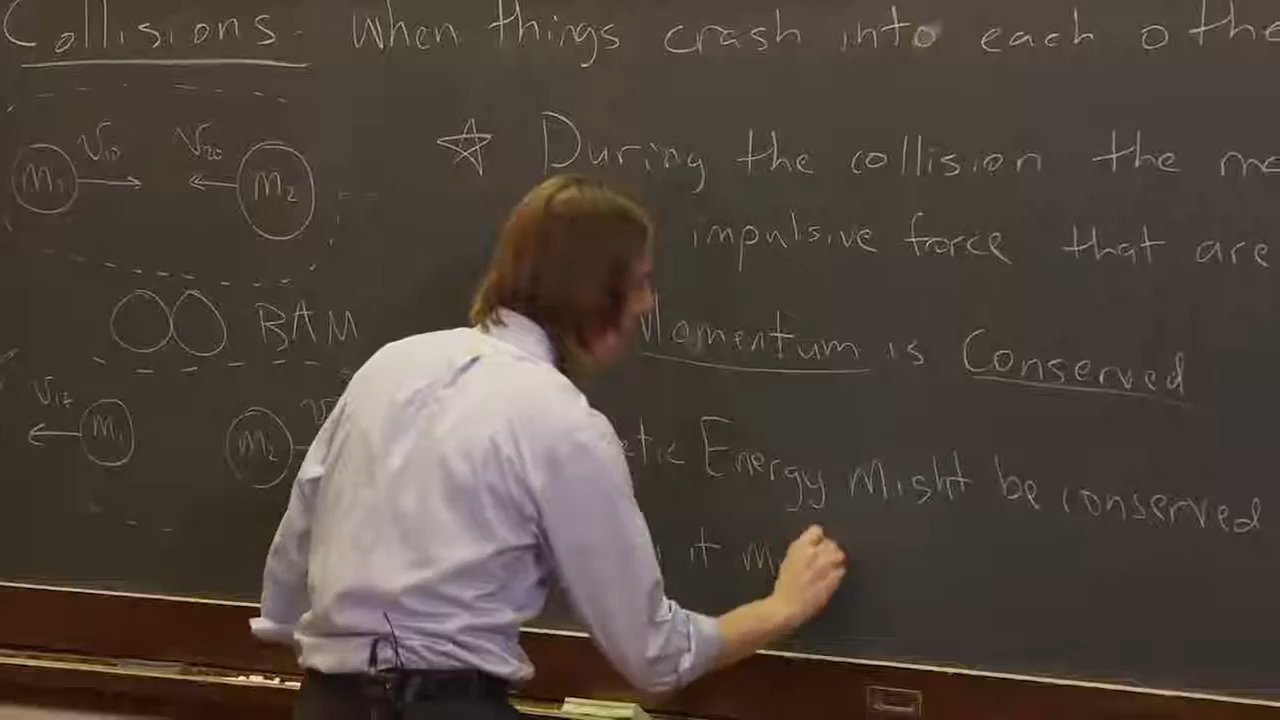 Collisions - when things crash into each othe
V10 V20
m1 m2
☆ During the collision the
impulsive force that are
BAM
Momentum is Conserved
V1f
m1 m2
etic Energy Might be conserved
it